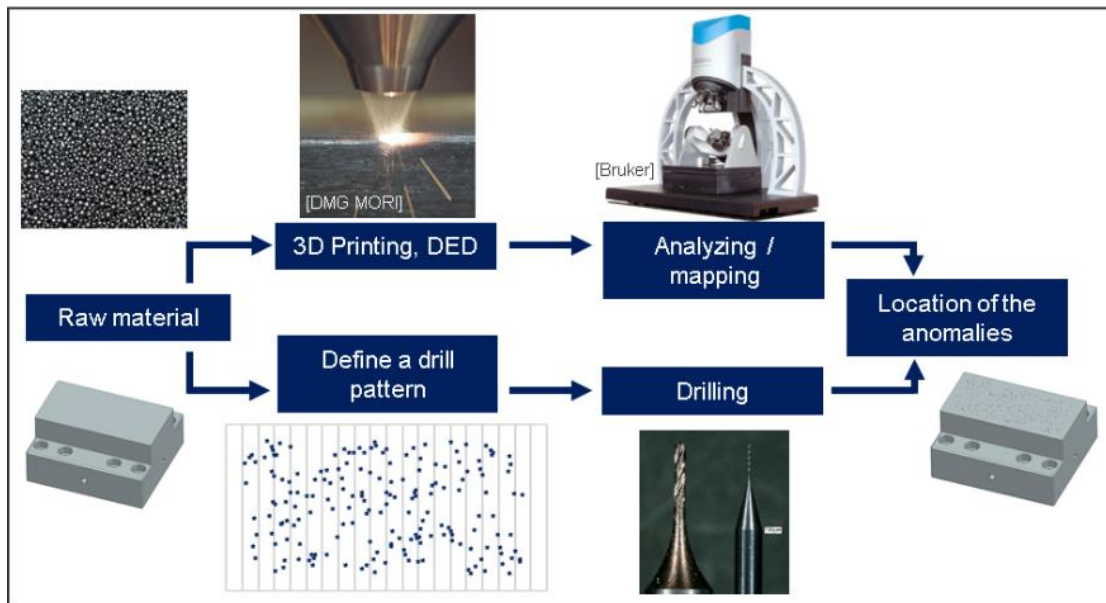 [DMG MORI]
[Bruker]
3D Printing, DED
Analyzing /
mapping
Raw material
Location of the
anomalies
Define a drill
pattern
Drilling